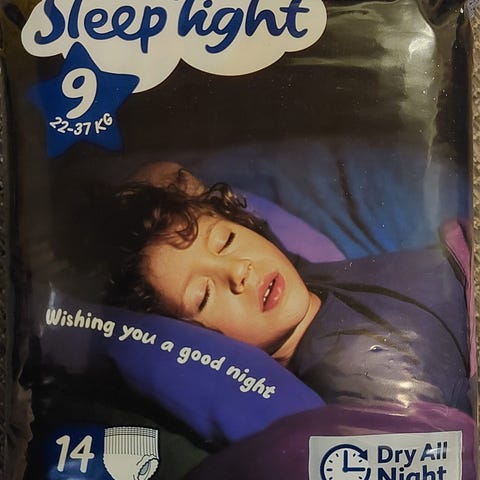 Sleep tight
9
22-37 KG
Wishing you a good night
14
Dry All
Night